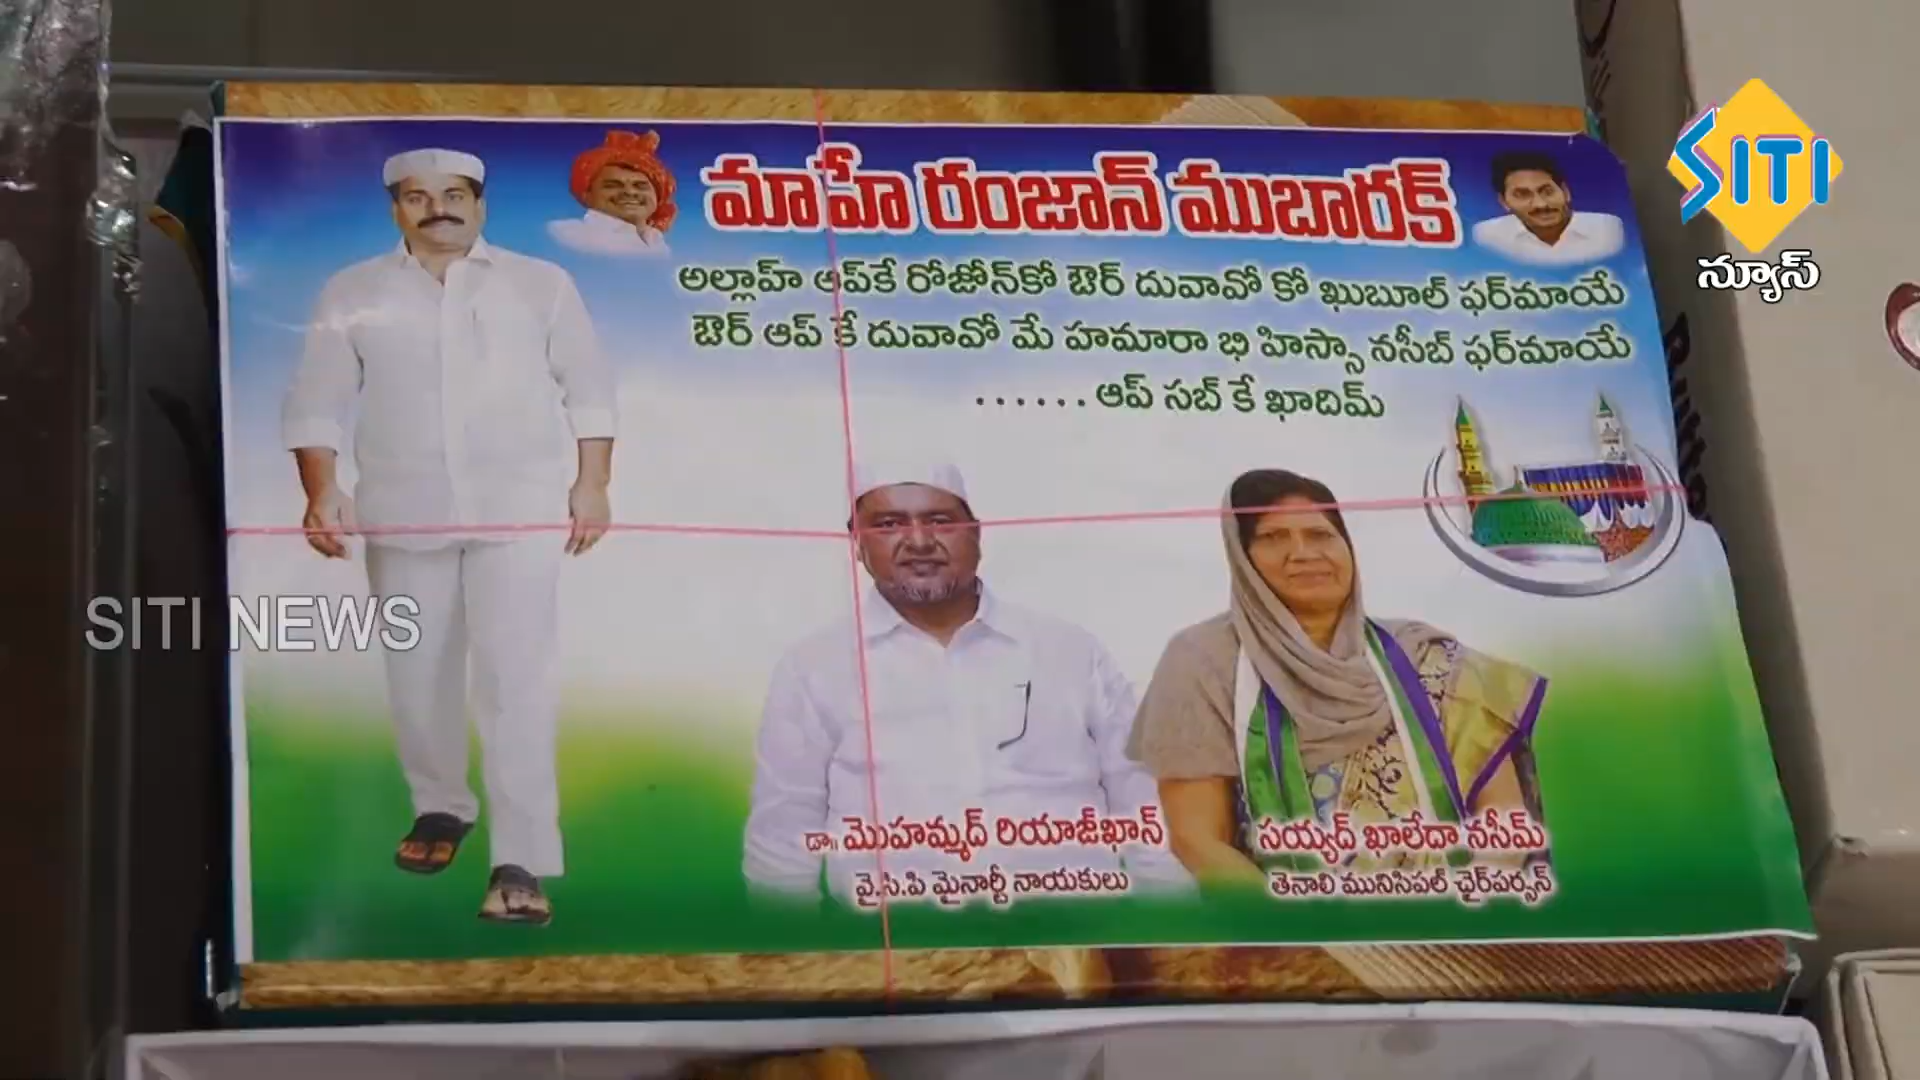 మాహే రంజాన్ ముబారక్
అల్లాహ్ ఆప్‌కే రోజోన్‌కో ఔర్ దువావో కో ఖుబూల్ ఫర్‌మాయే
ఔర్ ఆప్ కే దువావో మే హమారా భి హిస్సా నసీబ్ ఫర్‌మాయే
......ఆప్ సబ్ కే ఖాదిమ్
డా॥ మొహమ్మద్ రియాజ్‌ఖాన్
వై.సి.పి మైనార్టీ నాయకులు
సయ్యద్ ఖాలేదా నసీమ్
తెనాలి మునిసిపల్ ఛైర్‌పర్సన్
SITI
న్యూస్
SITI NEWS